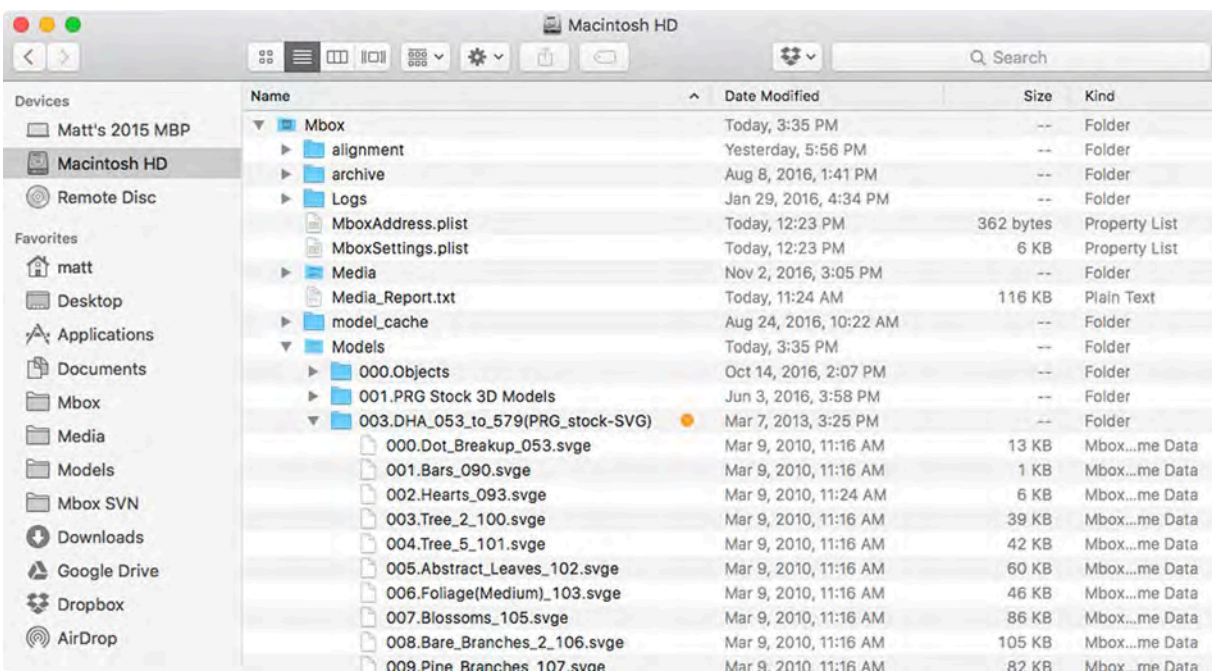 Macintosh HD
Search
Devices
Matt's 2015 MBP
Macintosh HD
Remote Disc
Favorites
matt
Desktop
Applications
Documents
Mbox
Media
Models
Mbox SVN
Downloads
Google Drive
Dropbox
AirDrop
Name Date Modified Size Kind
Mbox Today, 3:35 PM -- Folder
alignment Yesterday, 5:56 PM -- Folder
archive Aug 8, 2016, 1:41 PM -- Folder
Logs Jan 29, 2016, 4:34 PM -- Folder
MboxAddress.plist Today, 12:23 PM 362 bytes Property List
MboxSettings.plist Today, 12:23 PM 6 KB Property List
Media Nov 2, 2016, 3:05 PM -- Folder
Media_Report.txt Today, 11:24 AM 116 KB Plain Text
model_cache Aug 24, 2016, 10:22 AM -- Folder
Models Today, 3:35 PM -- Folder
000.Objects Oct 14, 2016, 2:07 PM -- Folder
001.PRG Stock 3D Models Jun 3, 2016, 3:58 PM -- Folder
003.DHA_053_to_579(PRG_stock-SVG) Mar 7, 2013, 3:25 PM -- Folder
000.Dot_Breakup_053.svge Mar 9, 2010, 11:16 AM 13 KB Mbox...me Data
001.Bars_090.svge Mar 9, 2010, 11:16 AM 1 KB Mbox...me Data
002.Hearts_093.svge Mar 9, 2010, 11:24 AM 6 KB Mbox...me Data
003.Tree_2_100.svge Mar 9, 2010, 11:16 AM 39 KB Mbox...me Data
004.Tree_5_101.svge Mar 9, 2010, 11:16 AM 42 KB Mbox...me Data
005.Abstract_Leaves_102.svge Mar 9, 2010, 11:16 AM 60 KB Mbox...me Data
006.Foliage(Medium)_103.svge Mar 9, 2010, 11:16 AM 46 KB Mbox...me Data
007.Blossoms_105.svge Mar 9, 2010, 11:16 AM 86 KB Mbox...me Data
008.Bare_Branches_2_106.svge Mar 9, 2010, 11:16 AM 105 KB Mbox...me Data
009.Pine_Branches_107.svge Mar 9, 2010, 11:16 AM 82 KB Mbox...me Data